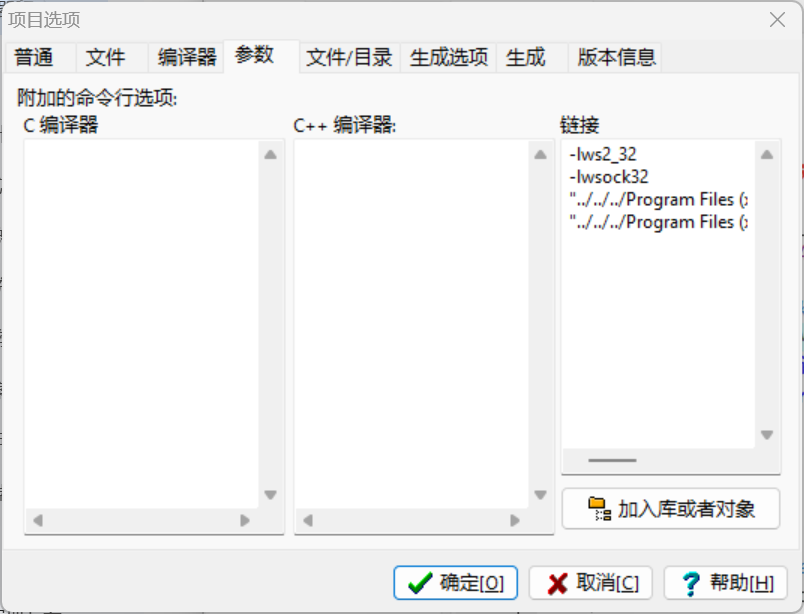 项目选项
普通 文件 编译器 参数 文件/目录 生成选项 生成 版本信息
附加的命令行选项:
C 编译器
C++ 编译器:
链接
-lws2_32
-lwsock32
"../../../Program Files (
"../../../Program Files (
加入库或者对象
确定[O] 取消[C] 帮助[H]